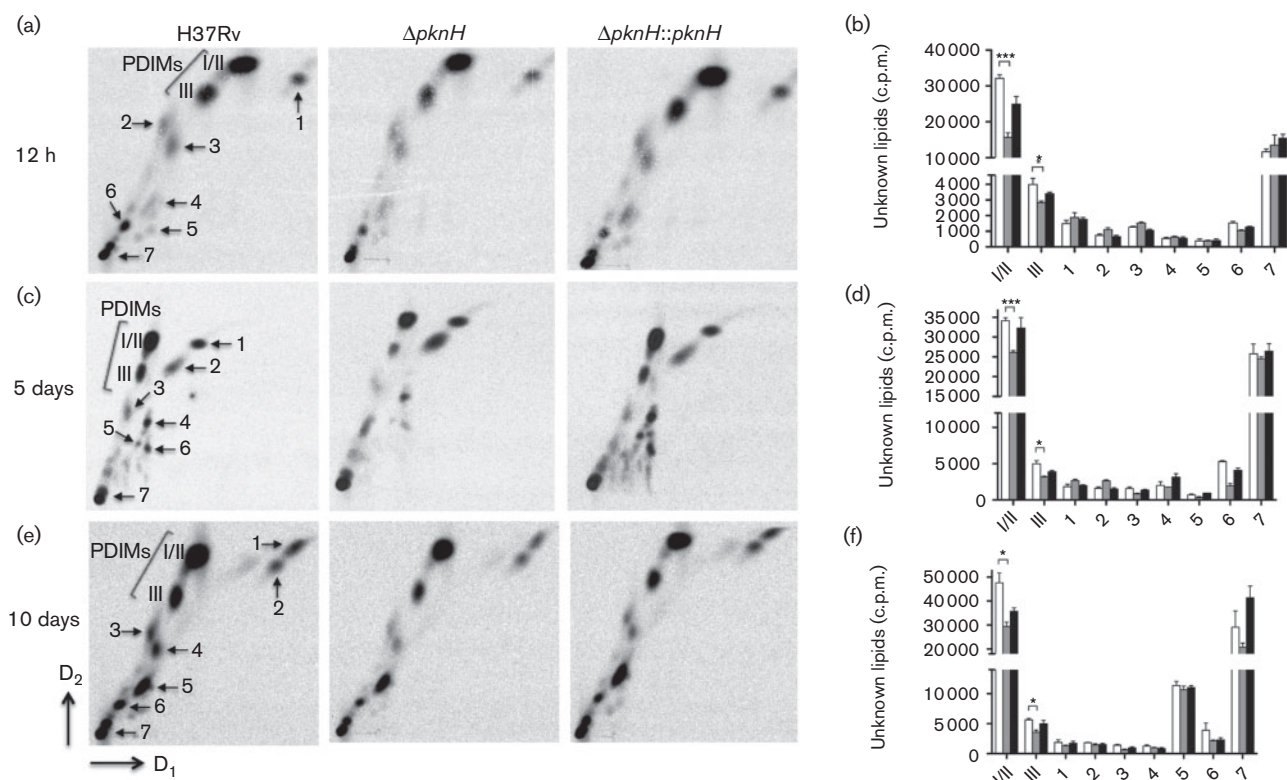 (a)
H37Rv
ΔpknH
ΔpknH::pknH
12 h
PDIMs
I/II
III
1
2
3
4
5
6
7
(b)
Unknown lipids (c.p.m.)
40 000
30 000
20 000
10 000
4000
3000
2000
1000
0
***
*
I/II
III
1
2
3
4
5
6
7
(c)
5 days
PDIMs
I/II
III
1
2
3
4
5
6
7
(d)
Unknown lipids (c.p.m.)
35 000
30 000
25 000
20 000
15 000
10 000
5000
0
***
*
I/II
III
1
2
3
4
5
6
7
(e)
10 days
PDIMs
I/II
III
1
2
3
4
5
6
7
D2
D1
(f)
Unknown lipids (c.p.m.)
50 000
40 000
30 000
20 000
10 000
5000
0
*
*
I/II
III
1
2
3
4
5
6
7